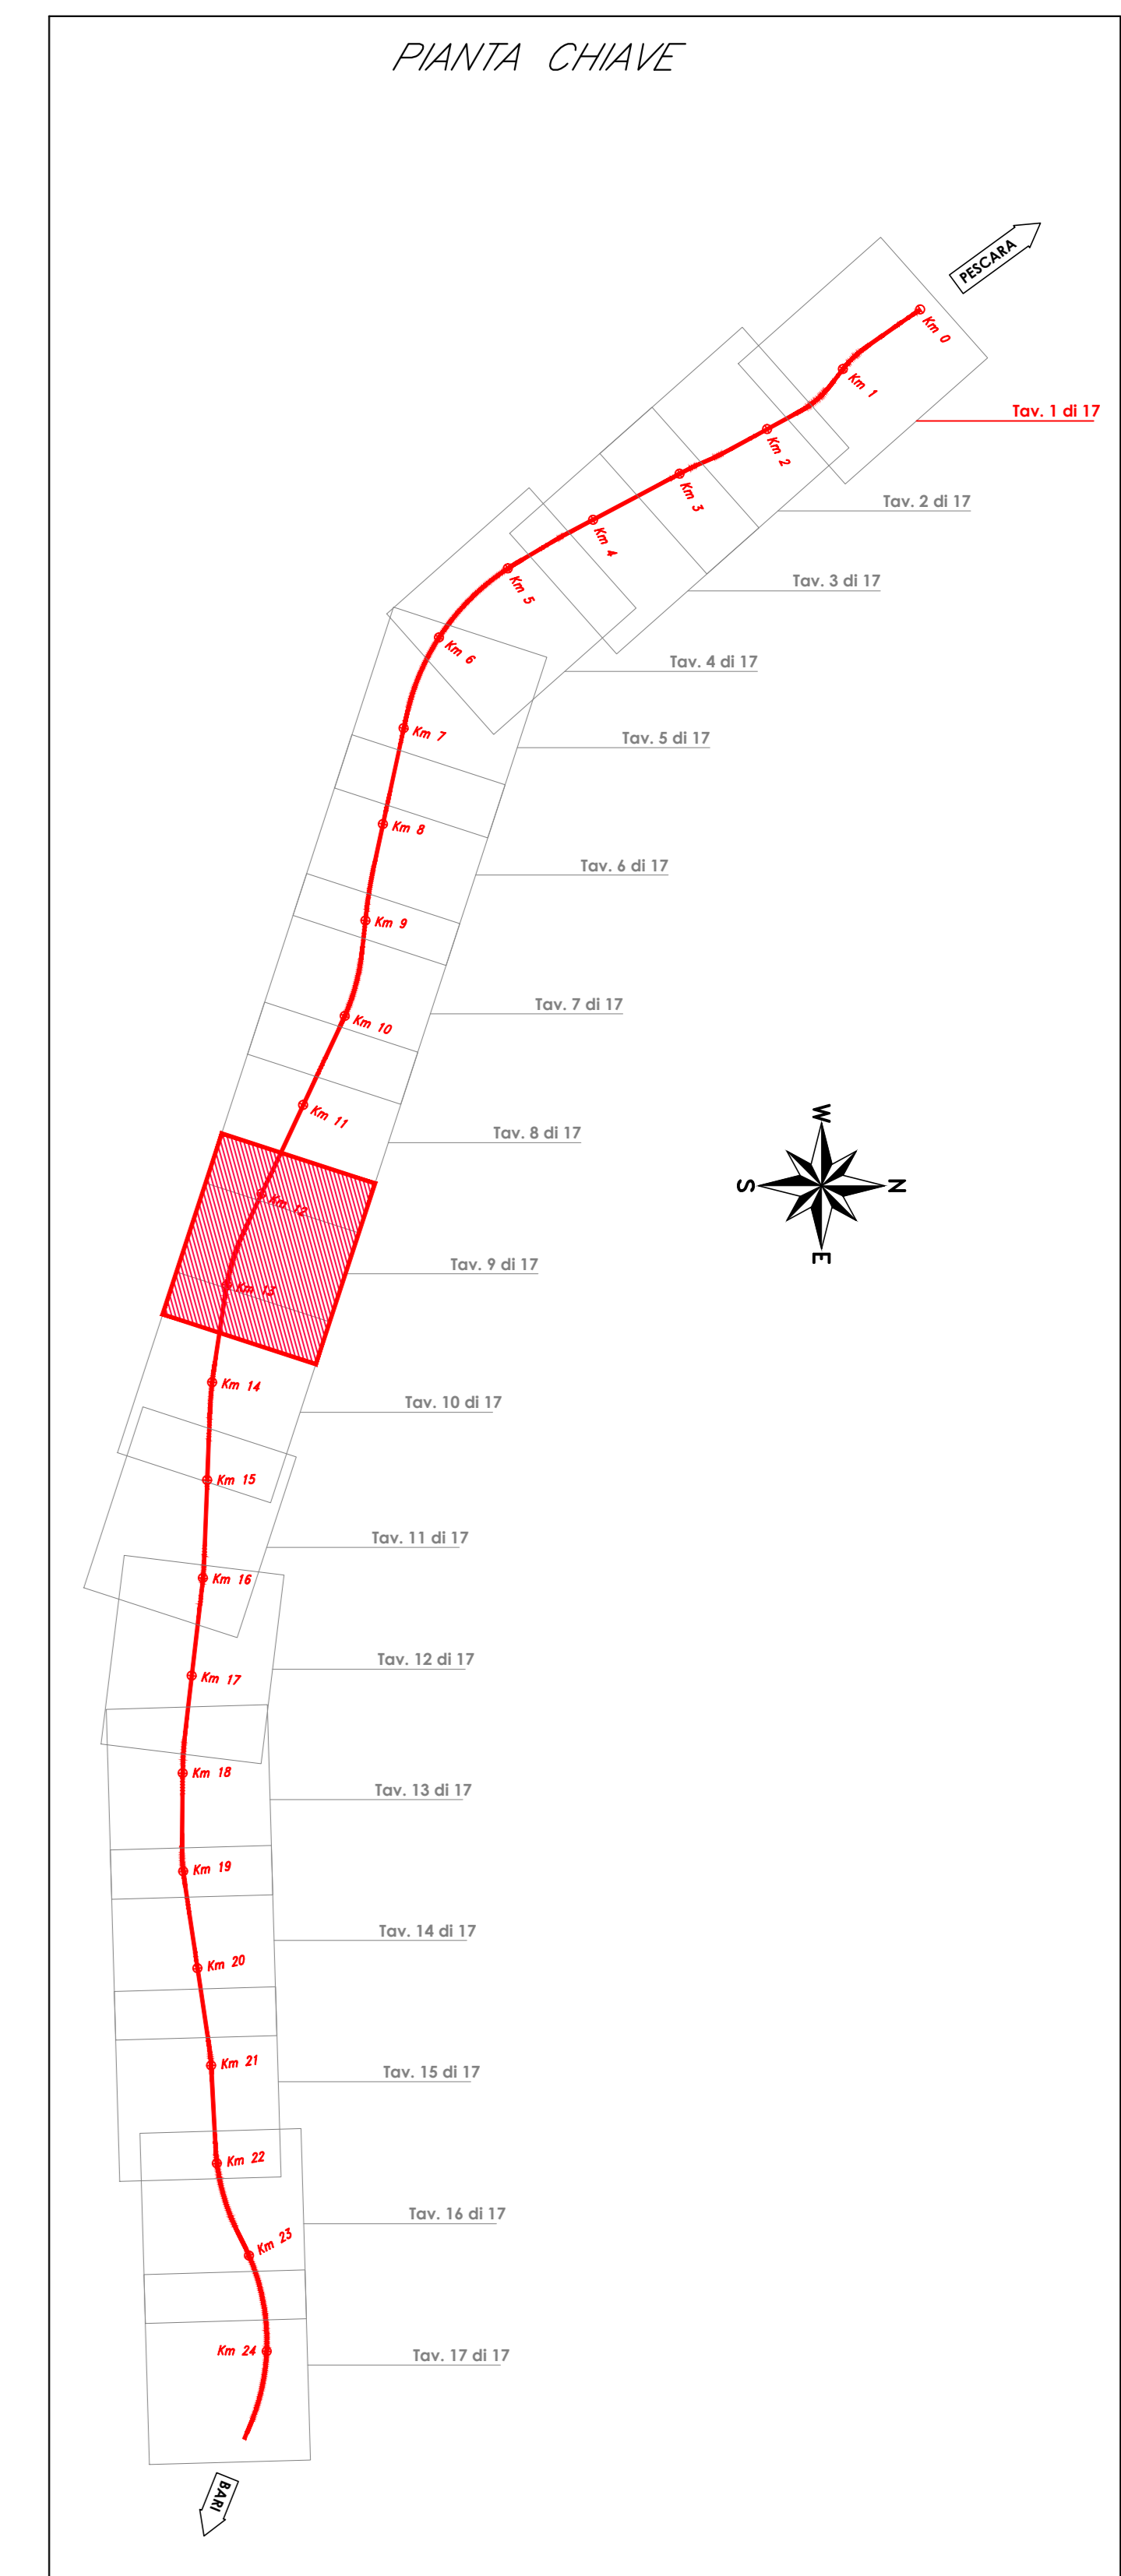 PIANTA CHIAVE
PESCARA
Km 0
Km 1
Tav. 1 di 17
Km 2
Km 3
Tav. 2 di 17
Km 4
Km 5
Tav. 3 di 17
Km 6
Tav. 4 di 17
Km 7
Tav. 5 di 17
Km 8
Tav. 6 di 17
Km 9
Tav. 7 di 17
Km 10
Km 11
W
Tav. 8 di 17
S
N
Km 12
E
Tav. 9 di 17
Km 13
Km 14
Tav. 10 di 17
Km 15
Tav. 11 di 17
Km 16
Tav. 12 di 17
Km 17
Km 18
Tav. 13 di 17
Km 19
Tav. 14 di 17
Km 20
Km 21
Tav. 15 di 17
Km 22
Tav. 16 di 17
Km 23
Km 24
Tav. 17 di 17
BARI